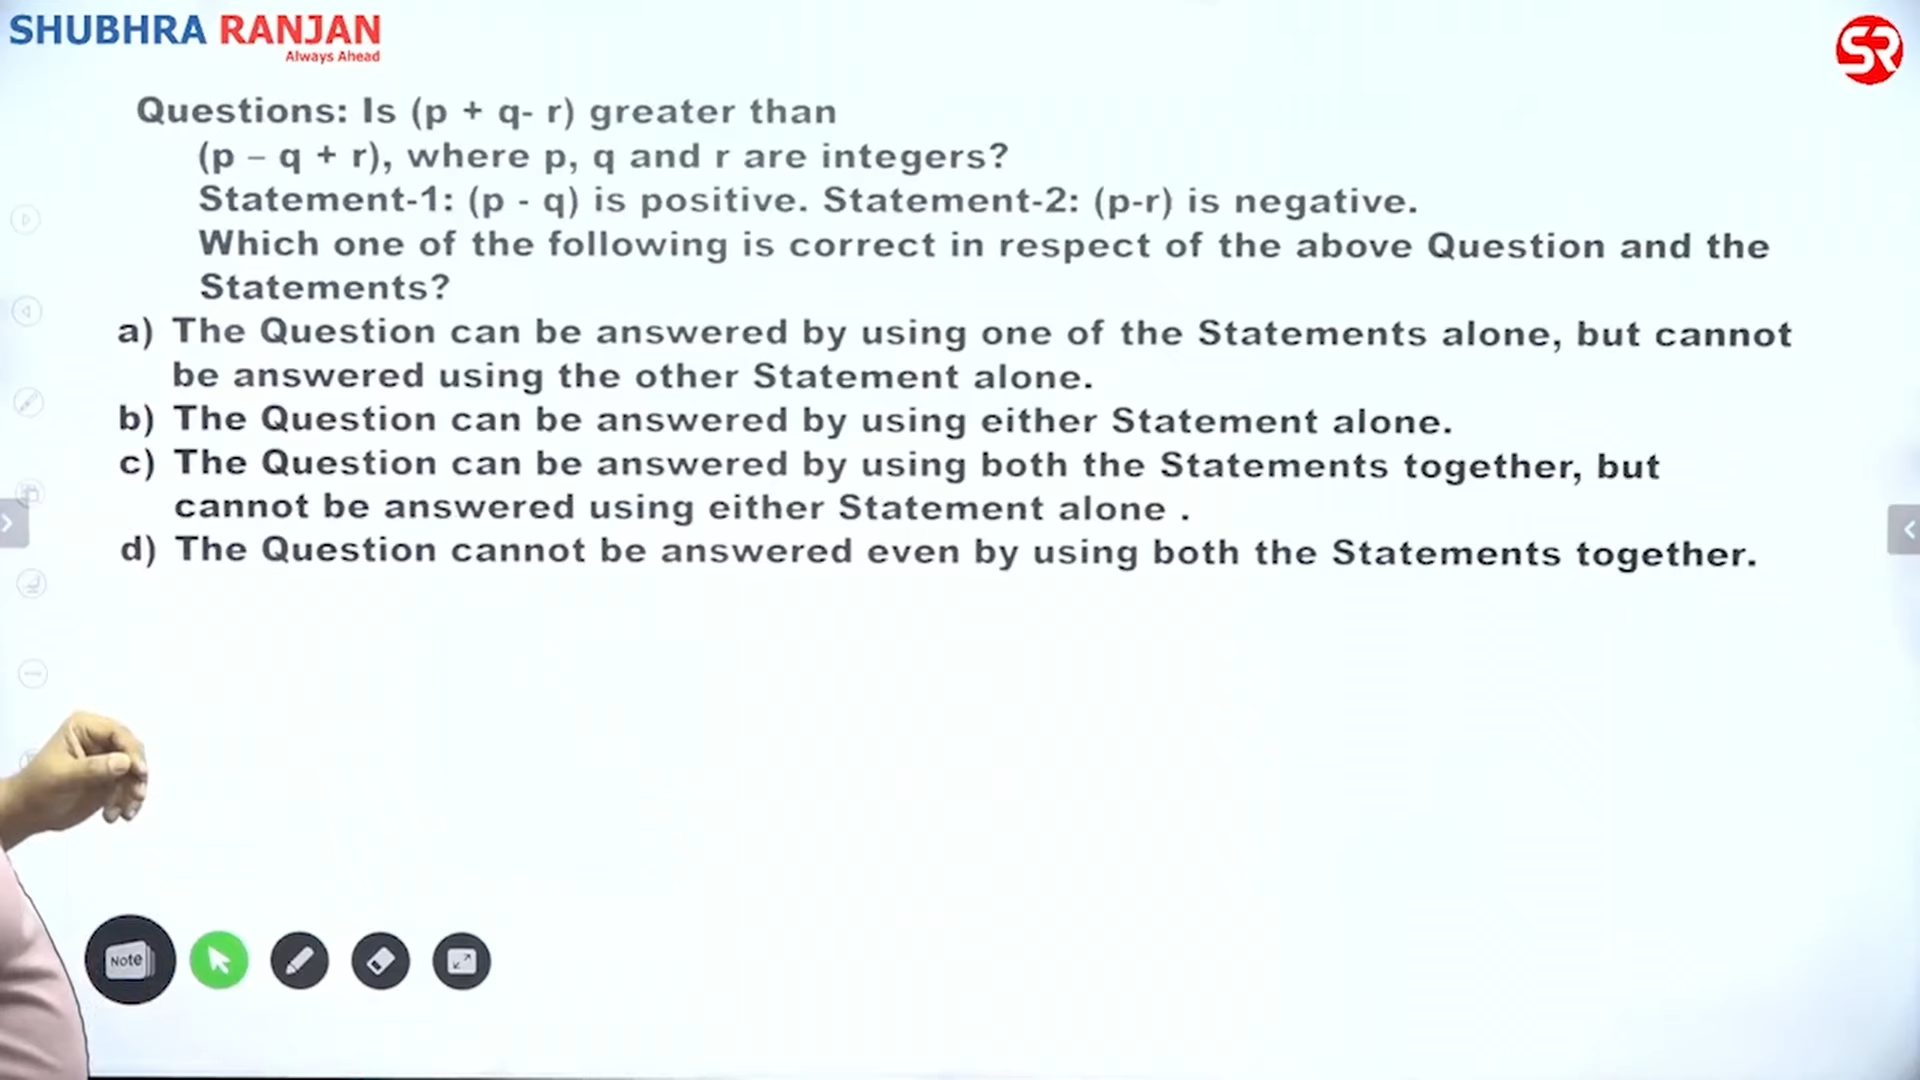 SHUBHRA RANJAN
Always Ahead
SR
Questions: Is (p + q- r) greater than
(p – q + r), where p, q and r are integers?
Statement-1: (p - q) is positive. Statement-2: (p-r) is negative.
Which one of the following is correct in respect of the above Question and the
Statements?
a) The Question can be answered by using one of the Statements alone, but cannot
be answered using the other Statement alone.
b) The Question can be answered by using either Statement alone.
c) The Question can be answered by using both the Statements together, but
cannot be answered using either Statement alone .
d) The Question cannot be answered even by using both the Statements together.
Note